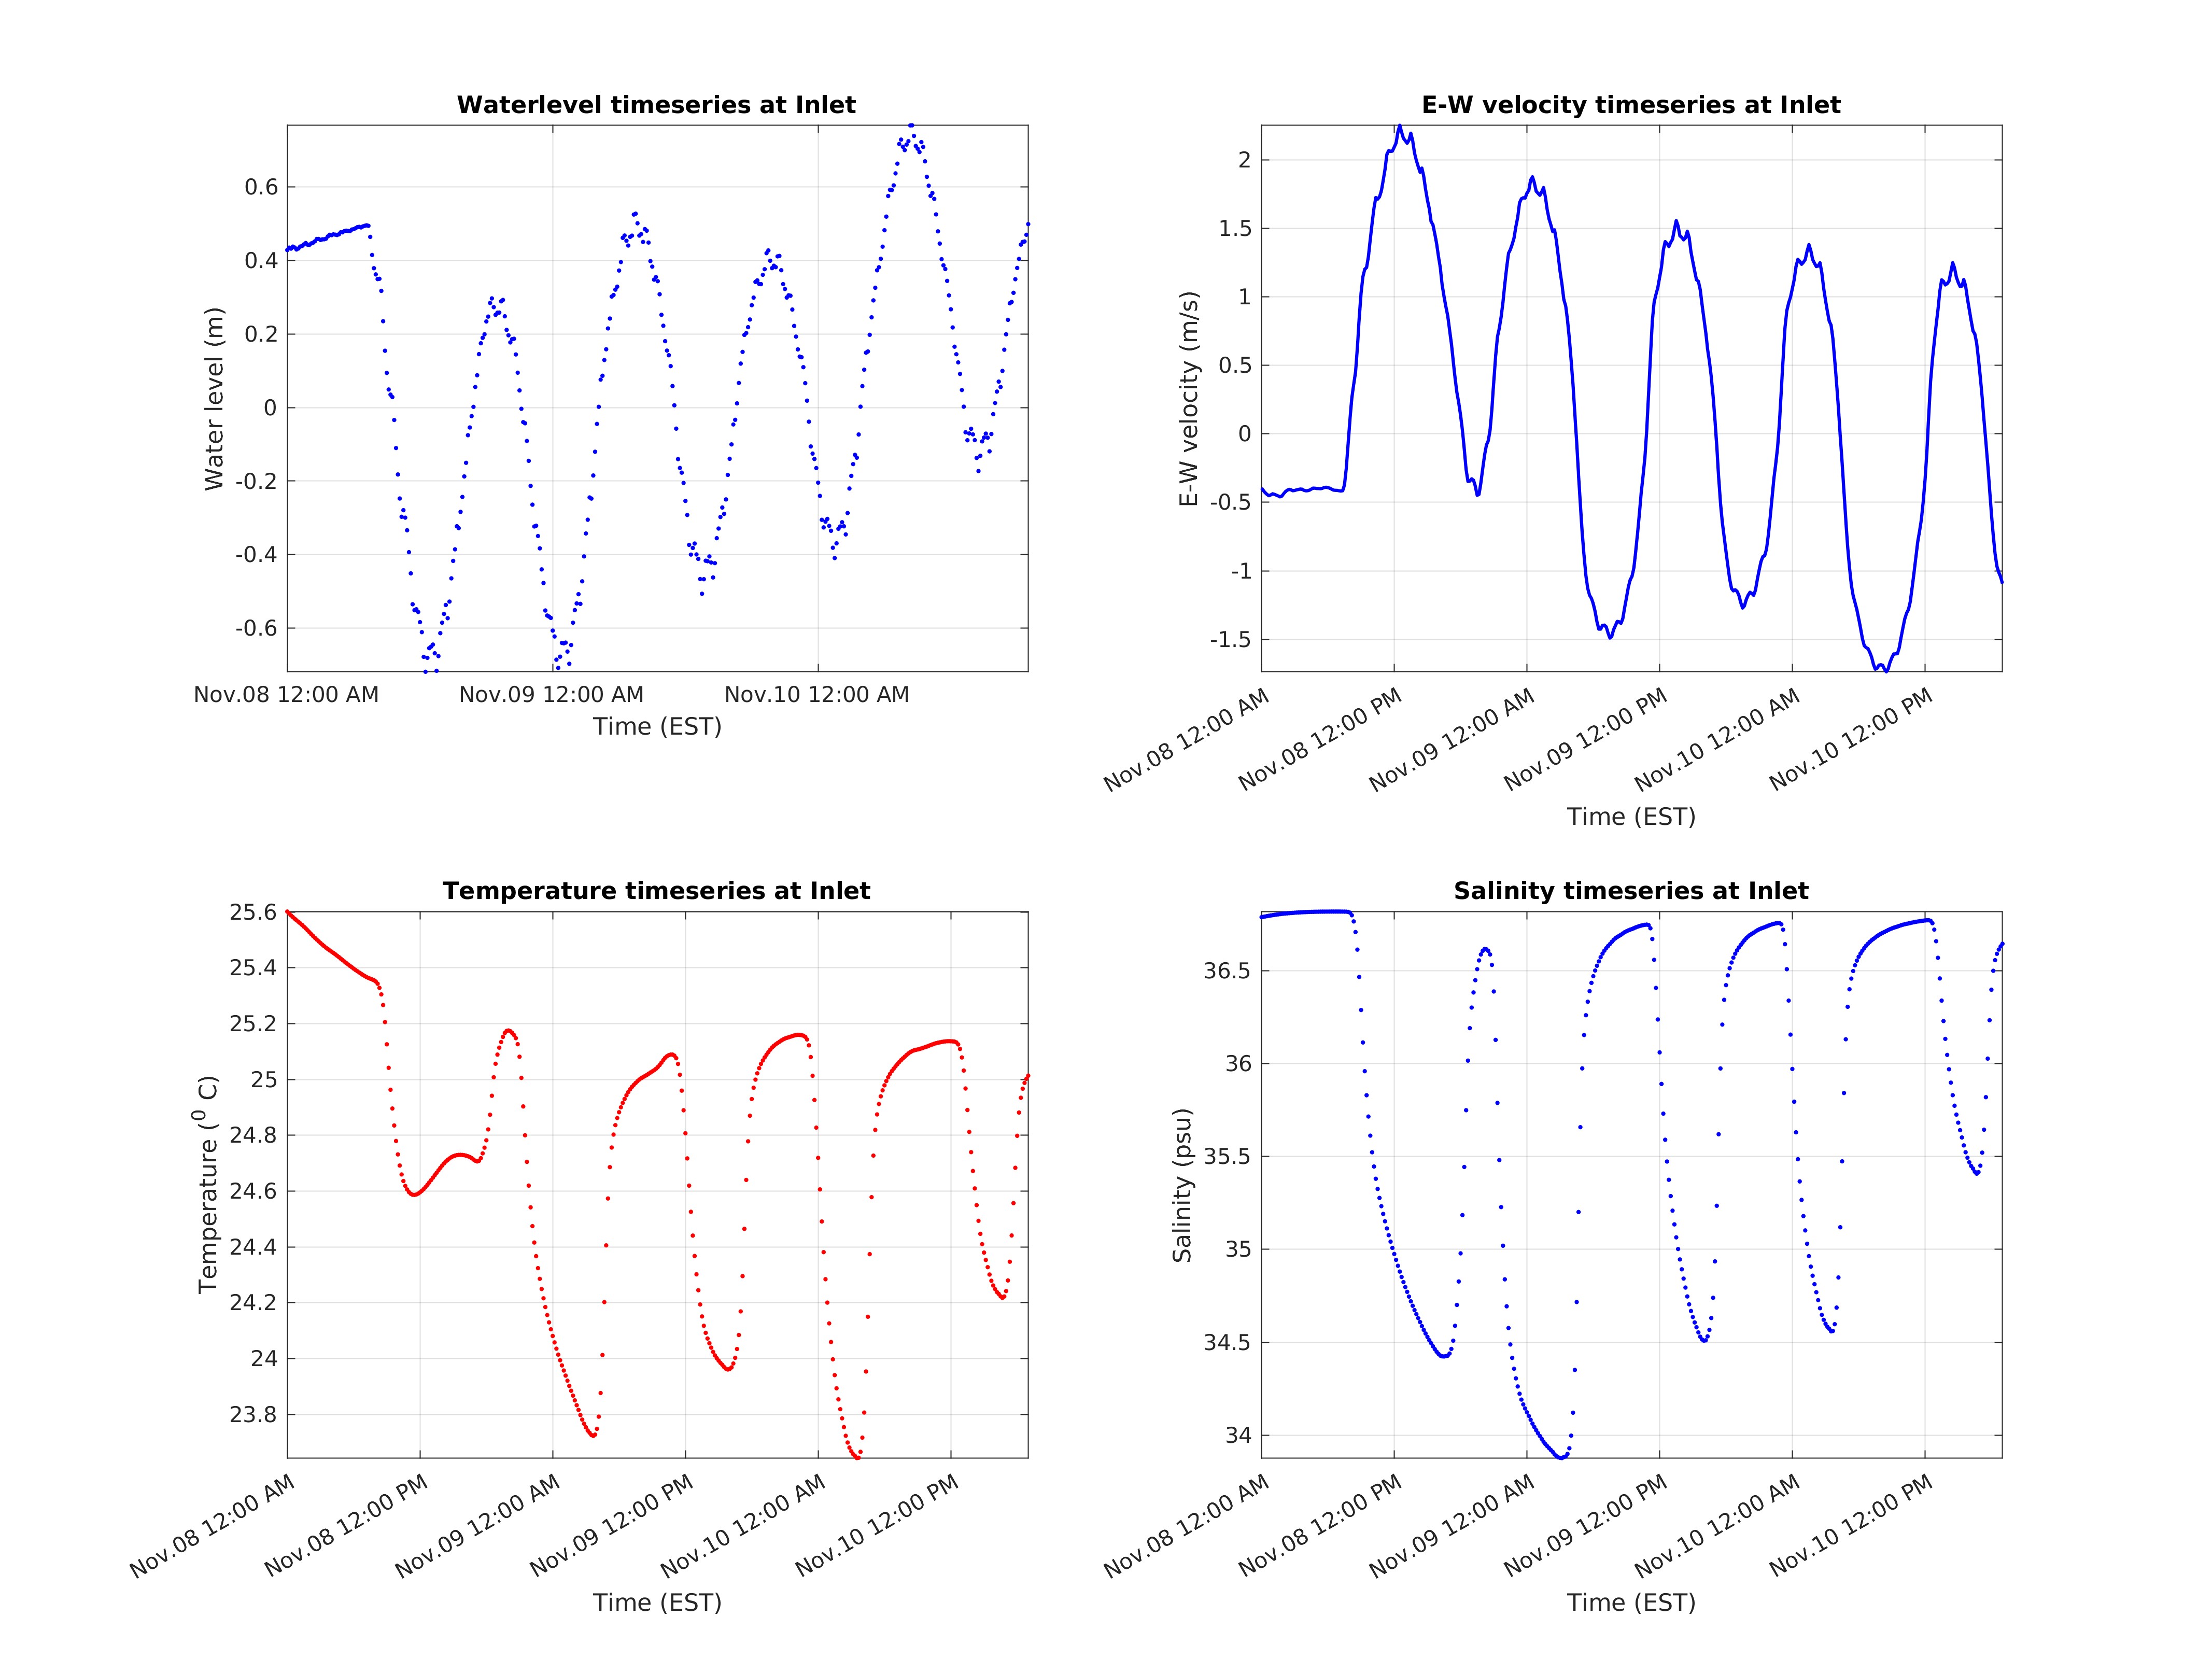 Waterlevel timeseries at Inlet
Water level (m)
0.6
0.4
0.2
0
-0.2
-0.4
-0.6
Nov.08 12:00 AM
Nov.09 12:00 AM
Nov.10 12:00 AM
Time (EST)
E-W velocity timeseries at Inlet
E-W velocity (m/s)
2
1.5
1
0.5
0
-0.5
-1
-1.5
Nov.08 12:00 AM
Nov.08 12:00 PM
Nov.09 12:00 AM
Nov.09 12:00 PM
Nov.10 12:00 AM
Nov.10 12:00 PM
Time (EST)
Temperature timeseries at Inlet
Temperature (⁰ C)
25.6
25.4
25.2
25
24.8
24.6
24.4
24.2
24
23.8
Nov.08 12:00 AM
Nov.08 12:00 PM
Nov.09 12:00 AM
Nov.09 12:00 PM
Nov.10 12:00 AM
Nov.10 12:00 PM
Time (EST)
Salinity timeseries at Inlet
Salinity (psu)
36.5
36
35.5
35
34.5
34
Nov.08 12:00 AM
Nov.08 12:00 PM
Nov.09 12:00 AM
Nov.09 12:00 PM
Nov.10 12:00 AM
Nov.10 12:00 PM
Time (EST)